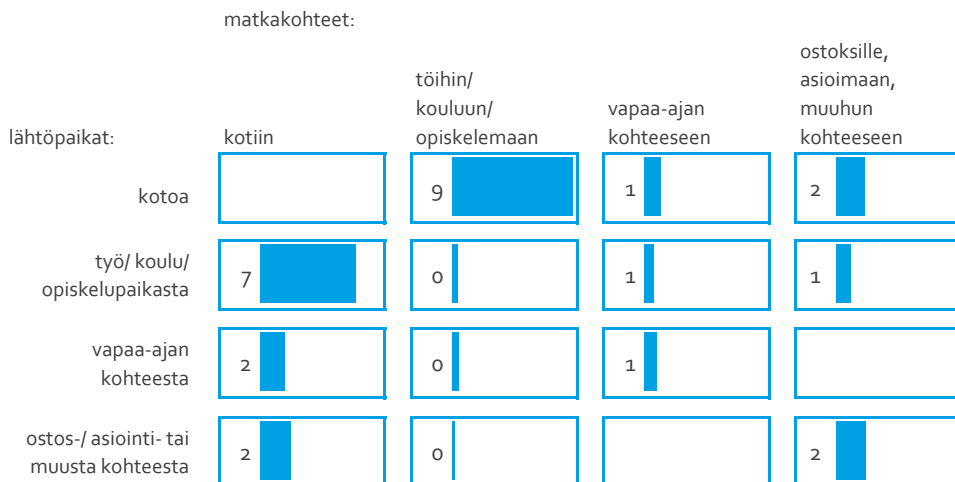 matkakohteet:
lähtöpaikat:
kotiin
töihin/
kouluun/
opiskelemaan
vapaa-ajan
kohteeseen
ostoksille,
asioimaan,
muuhun
kohteeseen
kotoa
9
1
2
työ/ koulu/
opiskelupaikasta
7
0
1
1
vapaa-ajan
kohteesta
2
0
1
ostos-/ asiointi- tai
muusta kohteesta
2
0
2